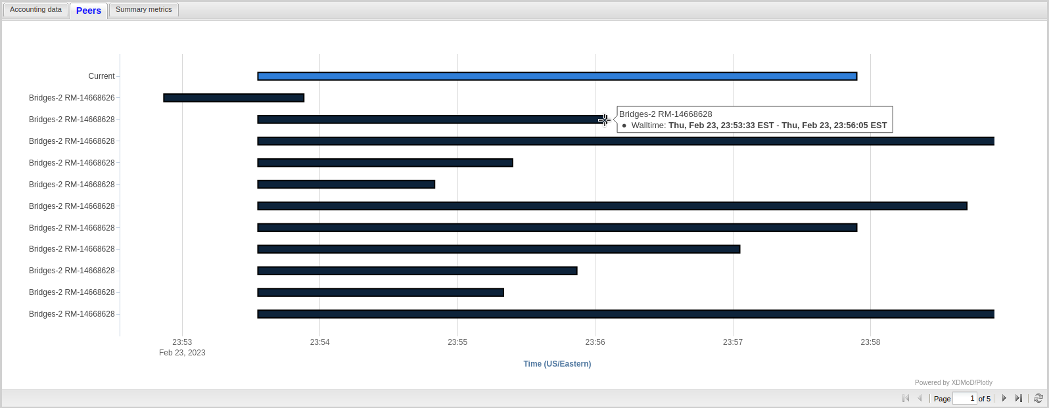 Accounting data
Peers
Summary metrics
Current
Bridges-2 RM-14668626
Bridges-2 RM-14668628
Bridges-2 RM-14668628
• Walltime: Thu, Feb 23, 23:53:33 EST - Thu, Feb 23, 23:56:05 EST
Bridges-2 RM-14668628
Bridges-2 RM-14668628
Bridges-2 RM-14668628
Bridges-2 RM-14668628
Bridges-2 RM-14668628
Bridges-2 RM-14668628
Bridges-2 RM-14668628
Bridges-2 RM-14668628
Bridges-2 RM-14668628
23:53 23:54 23:55 23:56 23:57 23:58
Feb 23, 2023
Time (US/Eastern)
Powered by XDMoD/Plotly
Page 1 of 5